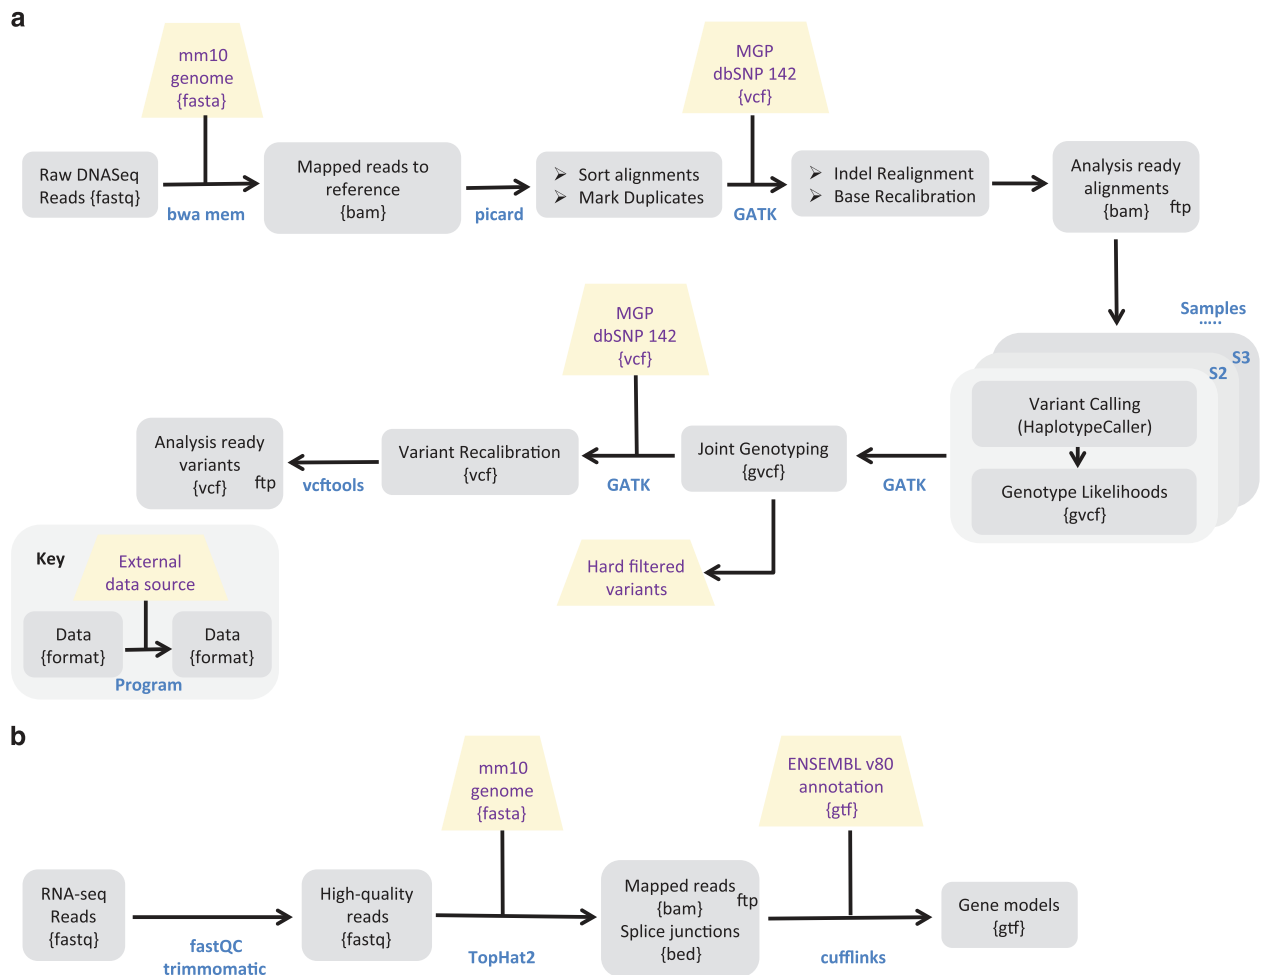 a
mm10
genome
{fasta}
MGP
dbSNP 142
{vcf}
Raw DNASeq
Reads {fastq}
bwa mem
Mapped reads to
reference
{bam}
picard
➢ Sort alignments
➢ Mark Duplicates
GATK
➢ Indel Realignment
➢ Base Recalibration
Analysis ready
alignments
{bam} ftp
Samples
.....
S3
S2
Variant Calling
(HaplotypeCaller)
Genotype Likelihoods
{gvcf}
GATK
Joint Genotyping
{gvcf}
MGP
dbSNP 142
{vcf}
GATK
Variant Recalibration
{vcf}
vcftools
Analysis ready
variants
{vcf} ftp
Hard filtered
variants
Key
External
data source
Data
{format}
Data
{format}
Program
b
mm10
genome
{fasta}
ENSEMBL v80
annotation
{gtf}
RNA-seq
Reads
{fastq}
fastQC
trimmomatic
High-quality
reads
{fastq}
TopHat2
Mapped reads
{bam} ftp
Splice junctions
{bed}
cufflinks
Gene models
{gtf}